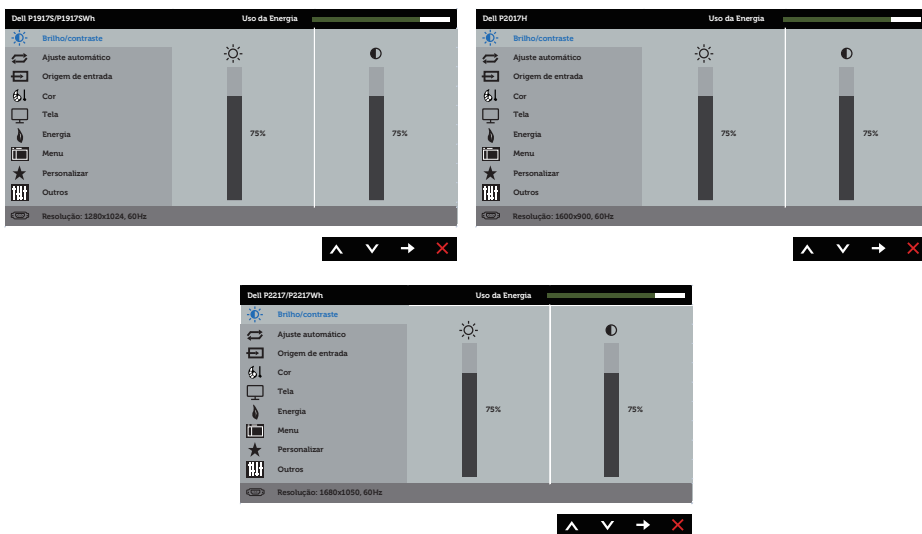 Dell P1917S/P1917SWh Uso da Energia
Brilho/contraste
Ajuste automático
Origem de entrada
Cor
Tela
Energia
Menu
Personalizar
Outros
75% 75%
Resolução: 1280x1024, 60Hz
Dell P2017H Uso da Energia
Brilho/contraste
Ajuste automático
Origem de entrada
Cor
Tela
Energia
Menu
Personalizar
Outros
75% 75%
Resolução: 1600x900, 60Hz
Dell P2217/P2217Wh Uso da Energia
Brilho/contraste
Ajuste automático
Origem de entrada
Cor
Tela
Energia
Menu
Personalizar
Outros
75% 75%
Resolução: 1680x1050, 60Hz